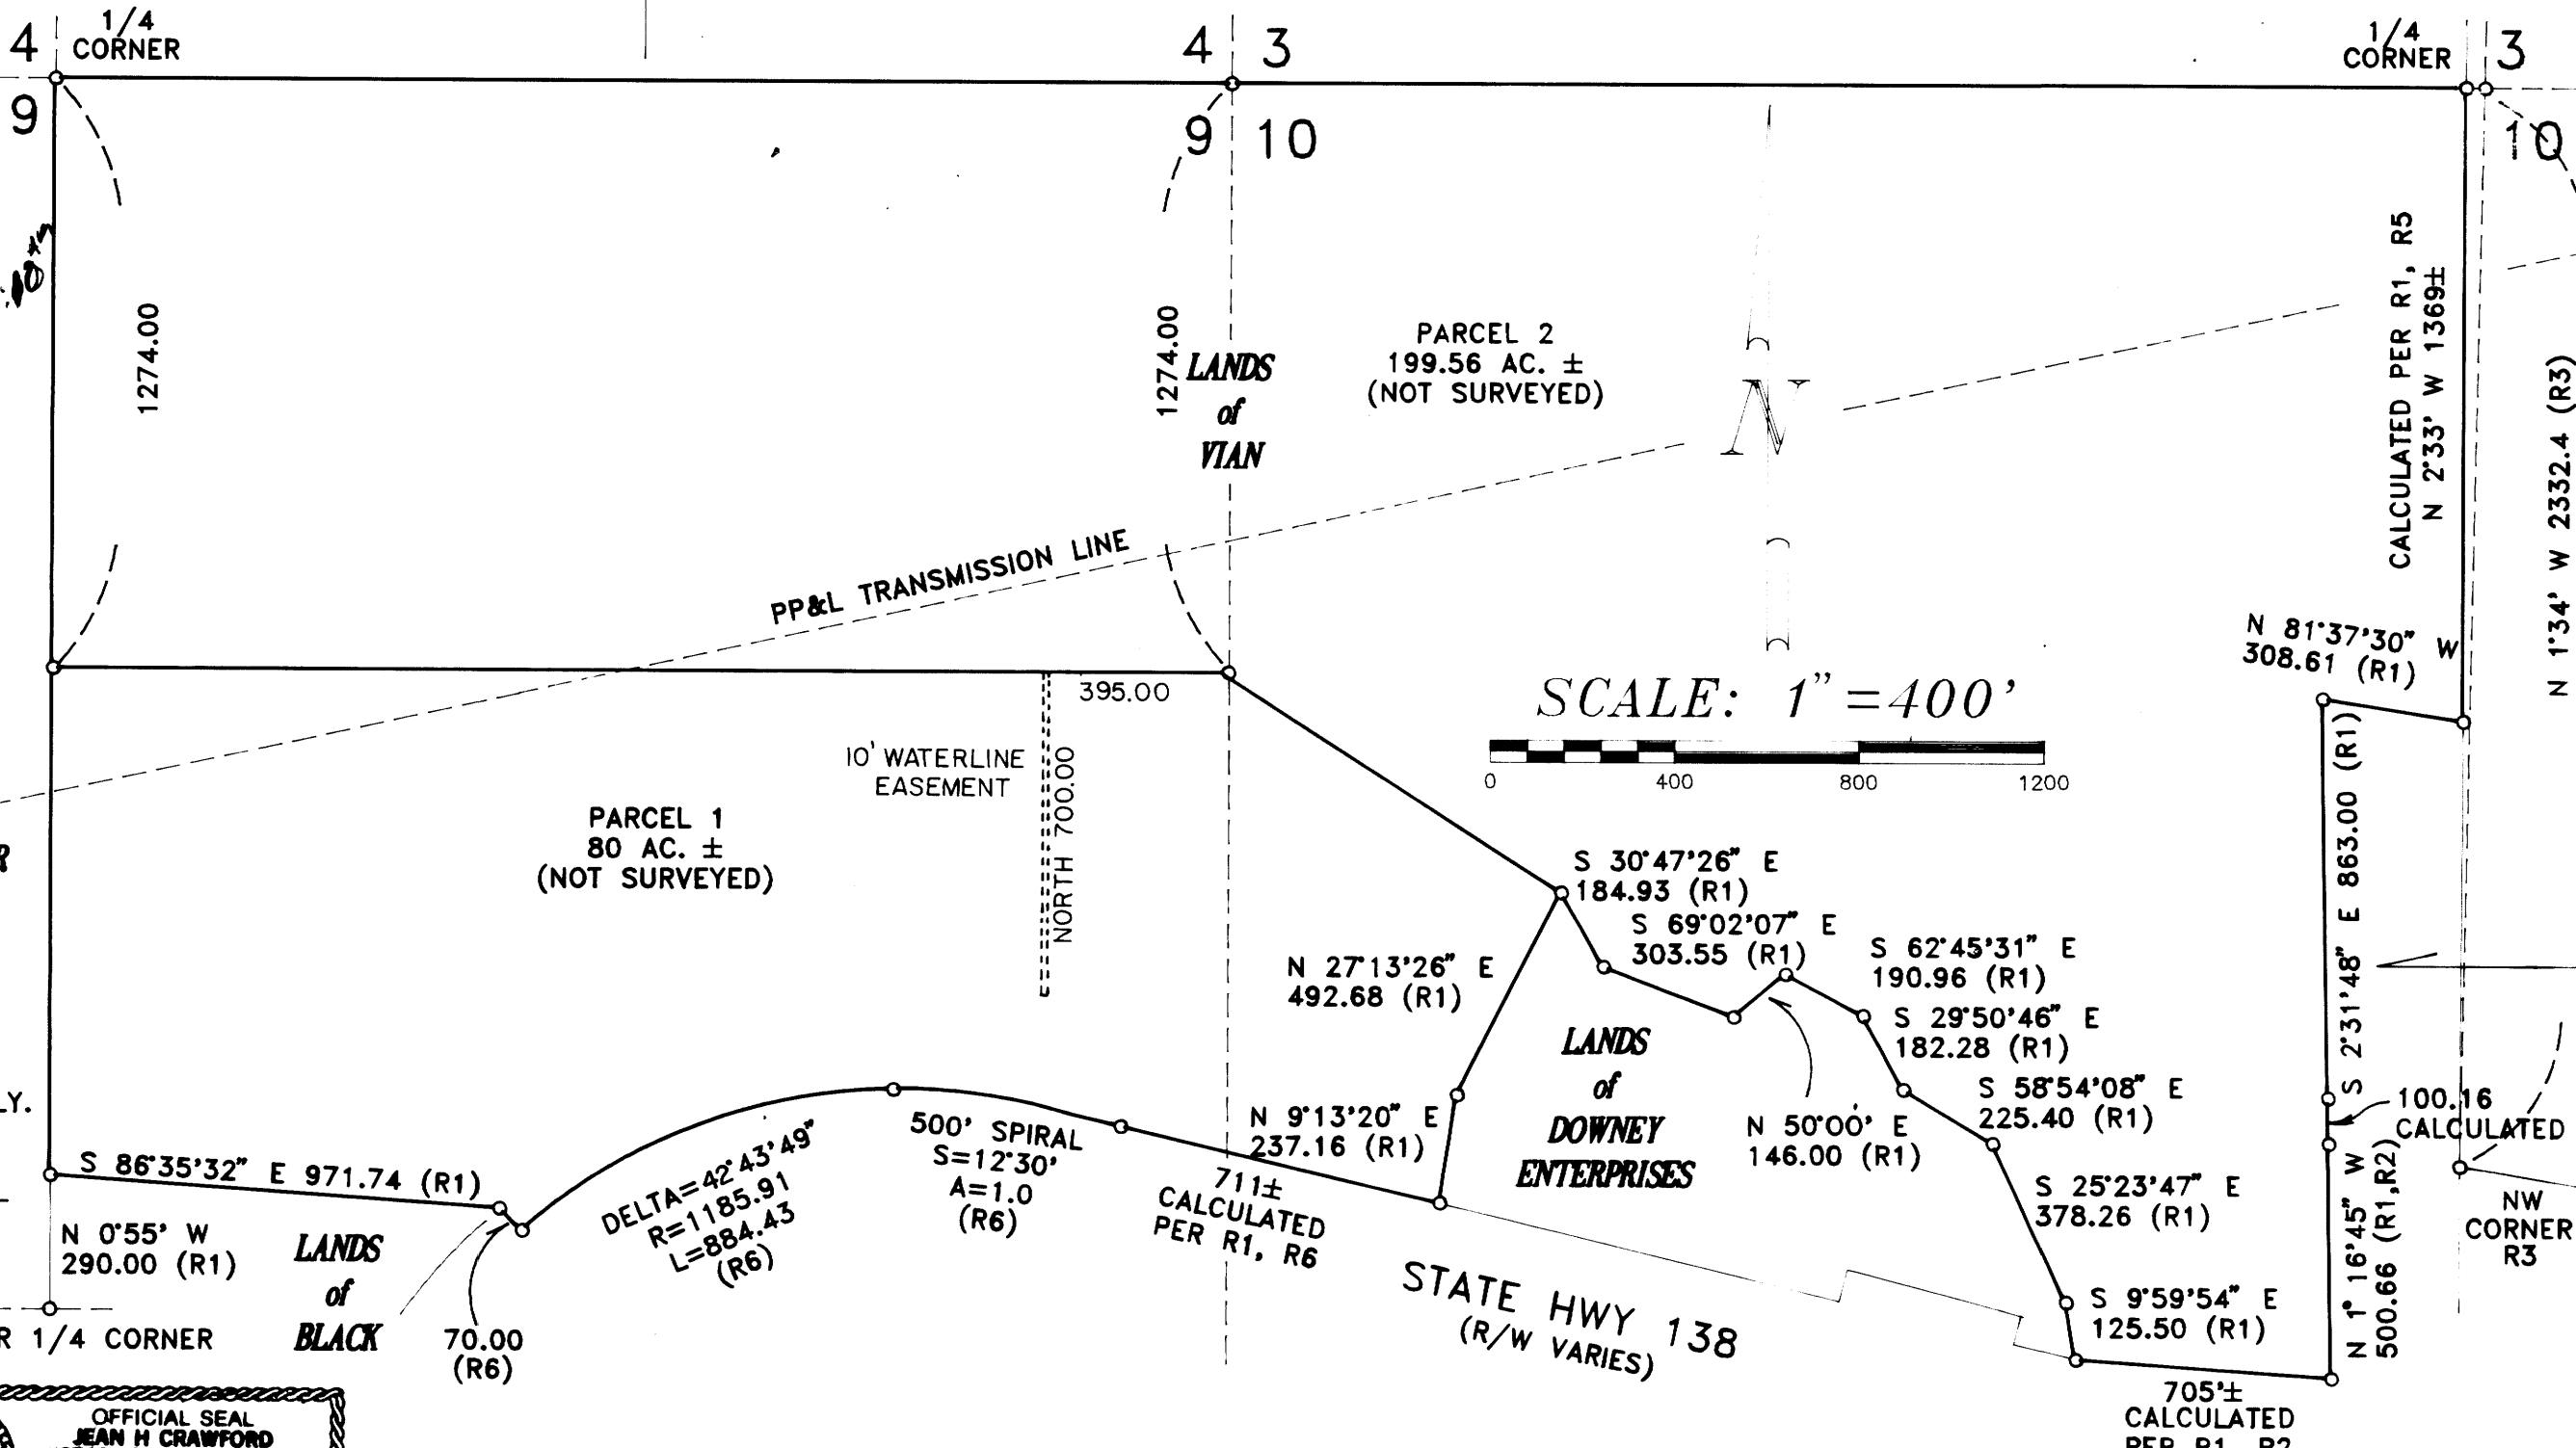 4
1/4
CORNER
9
4 3
9 10
1/4
CORNER
3
10
1274.00
1274.00
LANDS
of
VIAN
PARCEL 2
199.56 AC. ±
(NOT SURVEYED)
N
CALCULATED PER R1, R5
N 2°33' W 1369±
N 1°34' W 2332.4 (R3)
PP&L TRANSMISSION LINE
395.00
10' WATERLINE
EASEMENT
NORTH 700.00
PARCEL 1
80 AC. ±
(NOT SURVEYED)
SCALE: 1"=400'
0 400 800 1200
N 81°37'30" W
308.61 (R1)
S 2°31'48" E 863.00 (R1)
S 30°47'26" E
184.93 (R1)
S 69°02'07" E
303.55 (R1)
S 62°45'31" E
190.96 (R1)
N 27°13'26" E
492.68 (R1)
S 29°50'46" E
182.28 (R1)
LANDS
of
DOWNEY
ENTERPRISES
S 58°54'08" E
225.40 (R1)
N 50°00' E
146.00 (R1)
N 9°13'20" E
237.16 (R1)
100.16
CALCULATED
LY.
S 86°35'32" E 971.74 (R1)
DELTA=42°43'49"
R=1185.91
L=884.43
(R6)
500' SPIRAL
S=12°30'
A=1.0
(R6)
711±
CALCULATED
PER R1, R6
S 25°23'47" E
378.26 (R1)
N 1°16'45" W
500.66 (R1,R2)
NW
CORNER
R3
N 0°55' W
290.00 (R1)
LANDS
of
BLACK
70.00
(R6)
STATE HWY 138
(R/W VARIES)
S 9°59'54" E
125.50 (R1)
R 1/4 CORNER
705'±
CALCULATED
PER R1, R2
OFFICIAL SEAL
JEAN H CRAWFORD